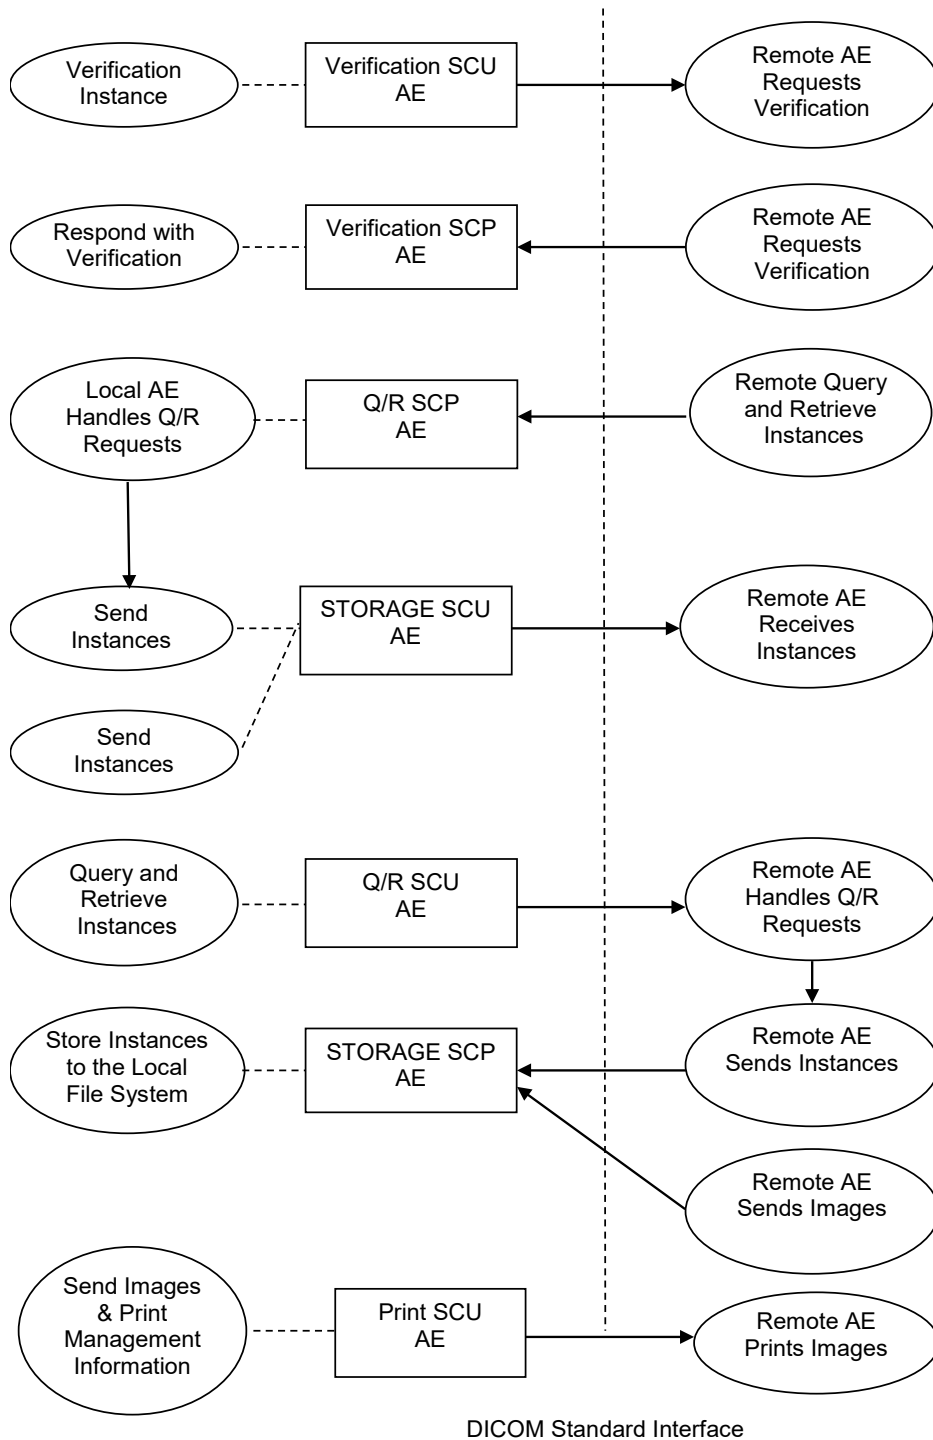 Verification
Instance
Verification SCU
AE
Remote AE
Requests
Verification
Respond with
Verification
Verification SCP
AE
Remote AE
Requests
Verification
Local AE
Handles Q/R
Requests
Q/R SCP
AE
Remote Query
and Retrieve
Instances
Send
Instances
STORAGE SCU
AE
Remote AE
Receives
Instances
Send
Instances
Query and
Retrieve
Instances
Q/R SCU
AE
Remote AE
Handles Q/R
Requests
Store Instances
to the Local
File System
STORAGE SCP
AE
Remote AE
Sends Instances
Remote AE
Sends Images
Send Images
& Print
Management
Information
Print SCU
AE
Remote AE
Prints Images
DICOM Standard Interface